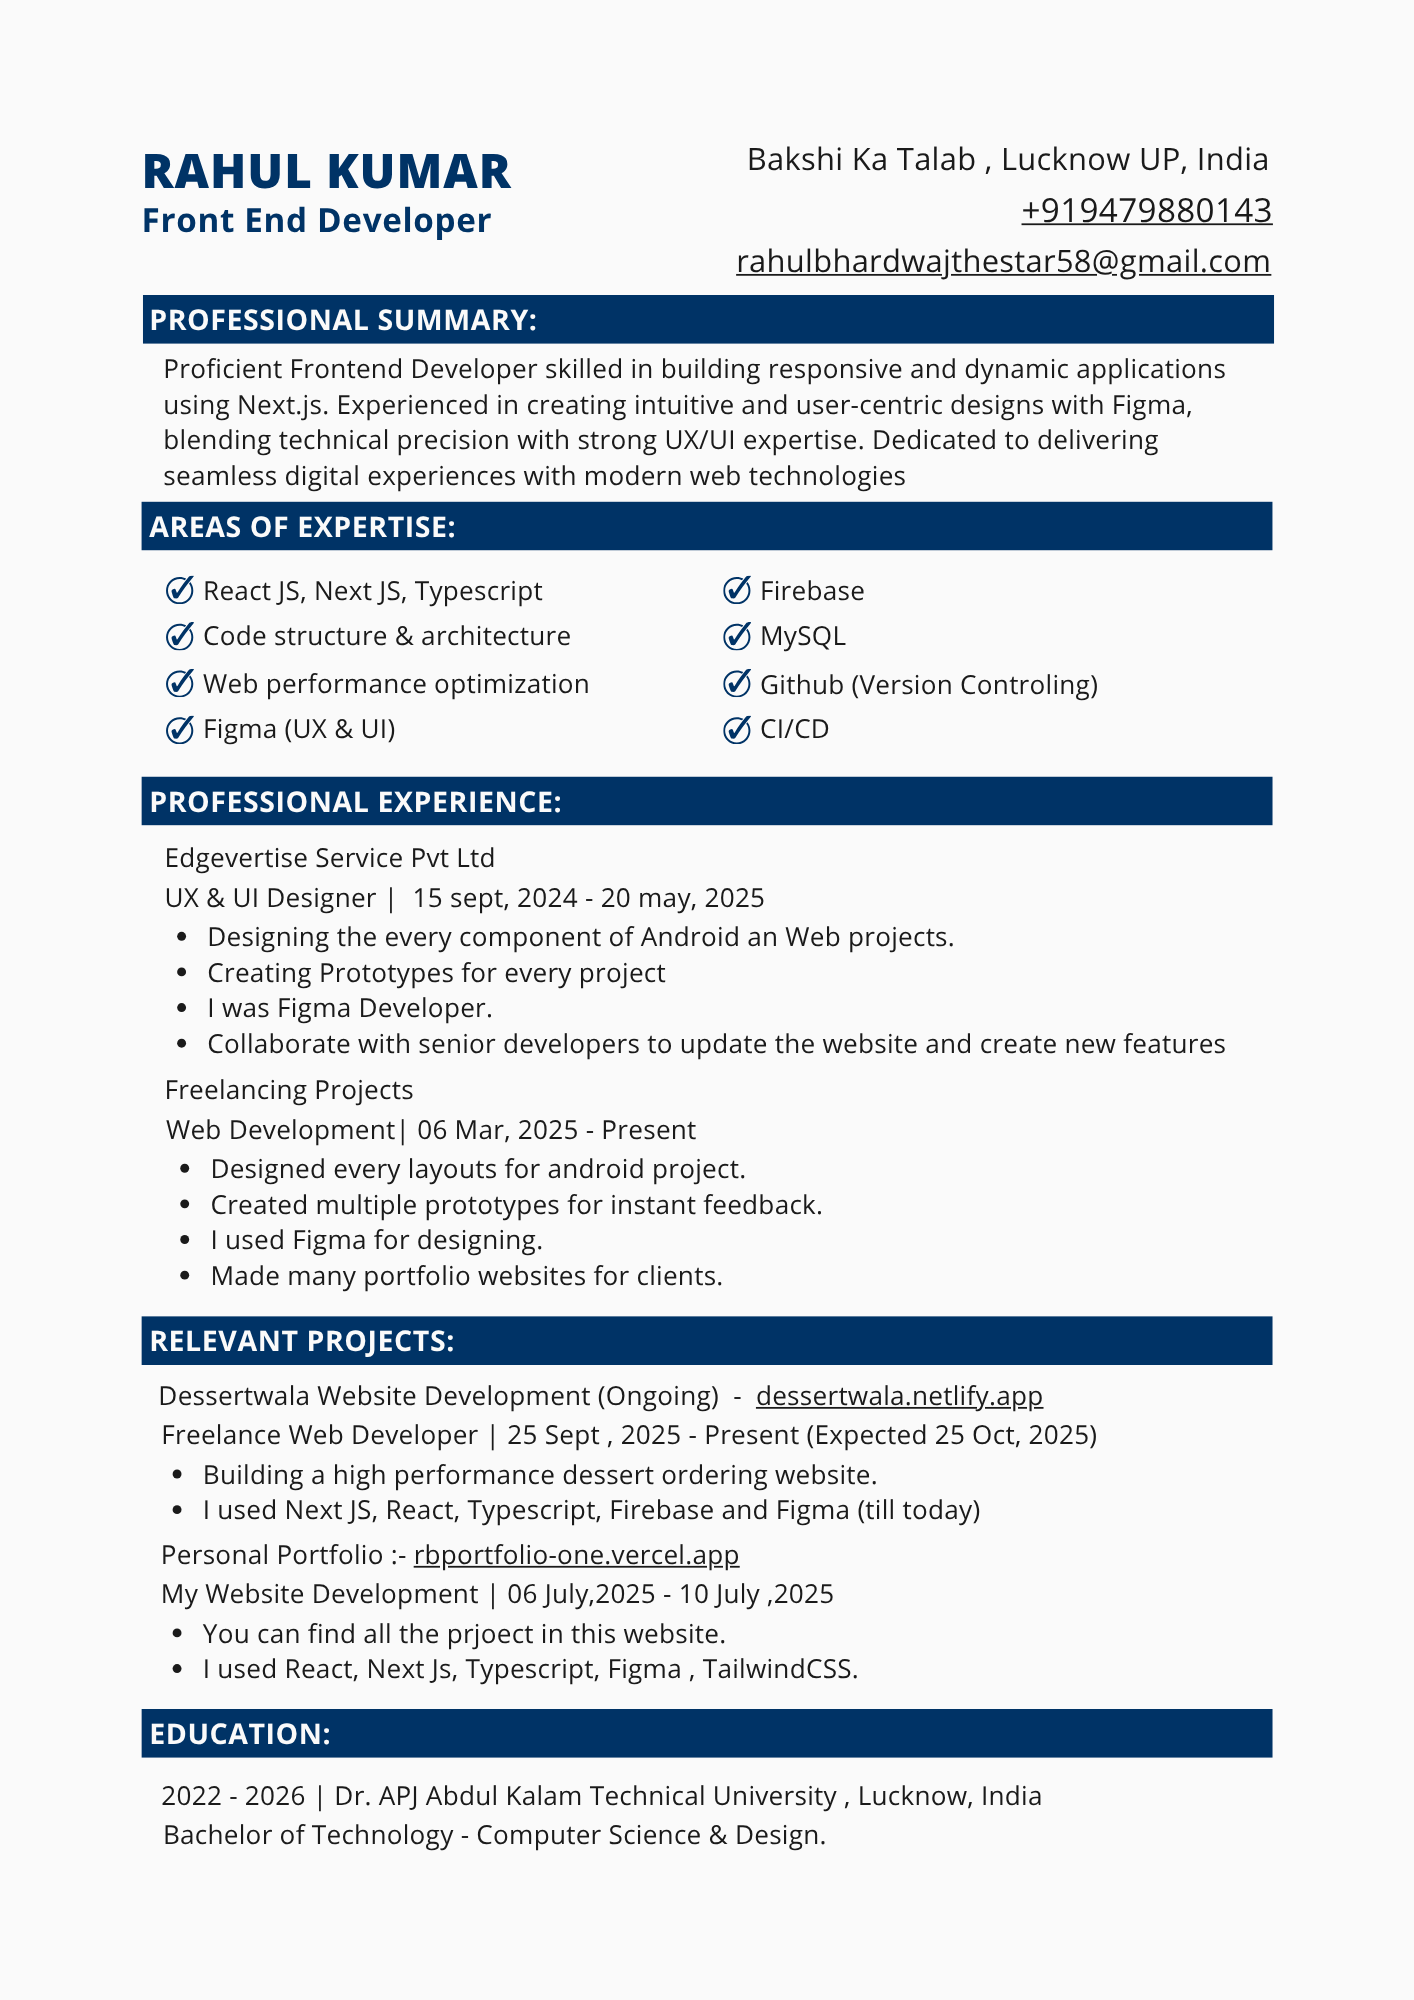 RAHUL KUMAR
Front End Developer
Bakshi Ka Talab , Lucknow UP, India
+919479880143
rahulbhardwajthestar58@gmail.com
PROFESSIONAL SUMMARY:
Proficient Frontend Developer skilled in building responsive and dynamic applications
using Next.js. Experienced in creating intuitive and user-centric designs with Figma,
blending technical precision with strong UX/UI expertise. Dedicated to delivering
seamless digital experiences with modern web technologies
AREAS OF EXPERTISE:
React JS, Next JS, Typescript
Code structure & architecture
Web performance optimization
Figma (UX & UI)
Firebase
MySQL
Github (Version Controling)
CI/CD
PROFESSIONAL EXPERIENCE:
Edgevertise Service Pvt Ltd
UX & UI Designer | 15 sept, 2024 - 20 may, 2025
• Designing the every component of Android an Web projects.
• Creating Prototypes for every project
• I was Figma Developer.
• Collaborate with senior developers to update the website and create new features
Freelancing Projects
Web Development| 06 Mar, 2025 - Present
• Designed every layouts for android project.
• Created multiple prototypes for instant feedback.
• I used Figma for designing.
• Made many portfolio websites for clients.
RELEVANT PROJECTS:
Dessertwala Website Development (Ongoing) - dessertwala.netlify.app
Freelance Web Developer | 25 Sept , 2025 - Present (Expected 25 Oct, 2025)
• Building a high performance dessert ordering website.
• I used Next JS, React, Typescript, Firebase and Figma (till today)
Personal Portfolio :- rbportfolio-one.vercel.app
My Website Development | 06 July,2025 - 10 July ,2025
• You can find all the prjoect in this website.
• I used React, Next Js, Typescript, Figma , TailwindCSS.
EDUCATION:
2022 - 2026 | Dr. APJ Abdul Kalam Technical University , Lucknow, India
Bachelor of Technology - Computer Science & Design.